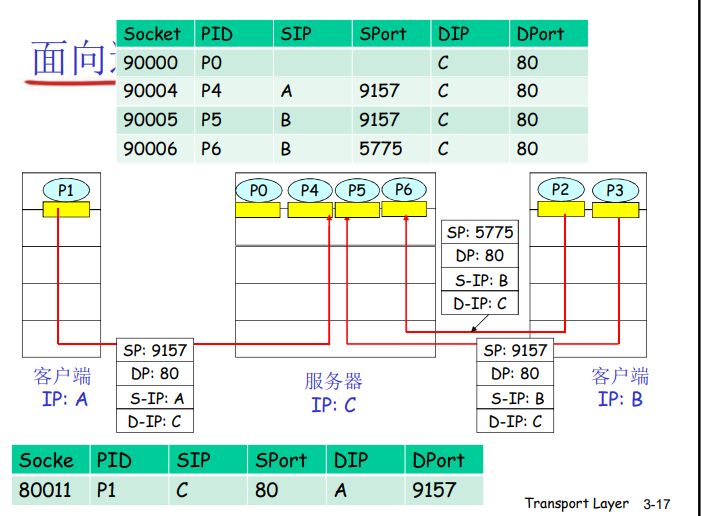 面向
Socket PID SIP SPort DIP DPort
90000 P0 C 80
90004 P4 A 9157 C 80
90005 P5 B 9157 C 80
90006 P6 B 5775 C 80
P1
P0 P4 P5 P6
P2 P3
SP: 5775
DP: 80
S-IP: B
D-IP: C
SP: 9157
DP: 80
S-IP: A
D-IP: C
SP: 9157
DP: 80
S-IP: B
D-IP: C
客户端
IP: A
服务器
IP: C
客户端
IP: B
Socke PID SIP SPort DIP DPort
80011 P1 C 80 A 9157
Transport Layer 3-17